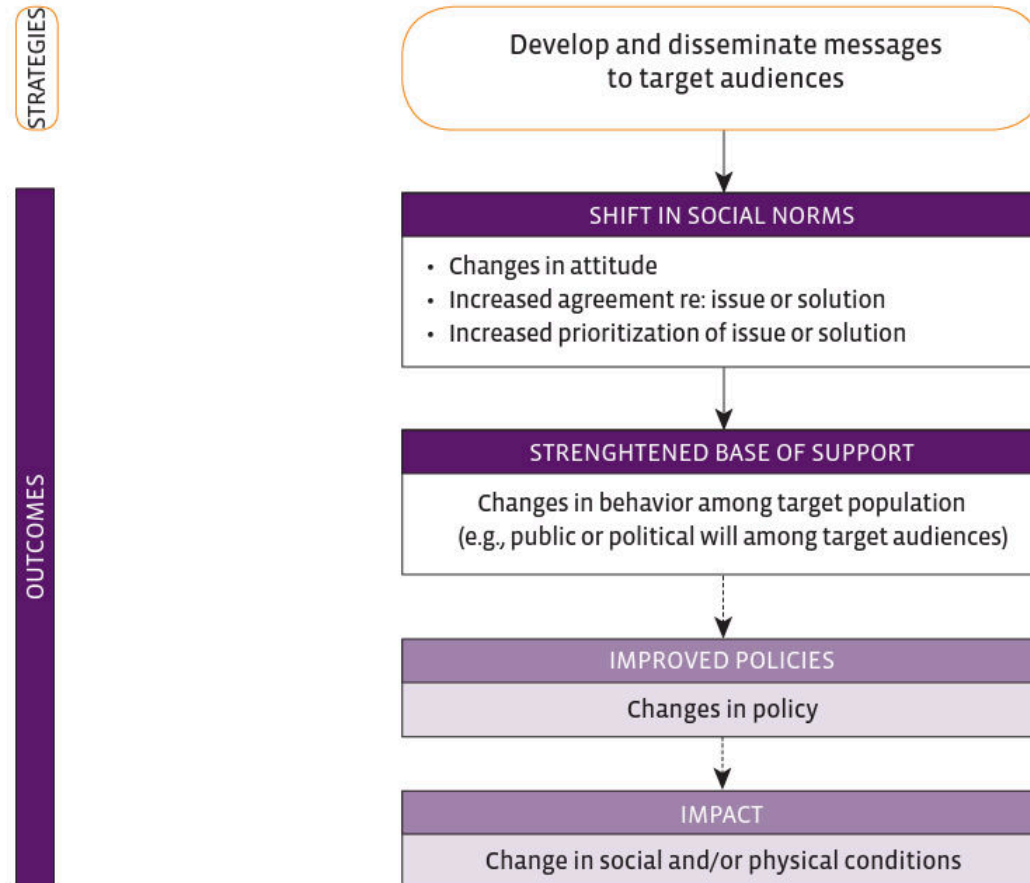 STRATEGIES
Develop and disseminate messages
to target audiences
OUTCOMES
SHIFT IN SOCIAL NORMS
• Changes in attitude
• Increased agreement re: issue or solution
• Increased prioritization of issue or solution
STRENGHTENED BASE OF SUPPORT
Changes in behavior among target population
(e.g., public or political will among target audiences)
IMPROVED POLICIES
Changes in policy
IMPACT
Change in social and/or physical conditions